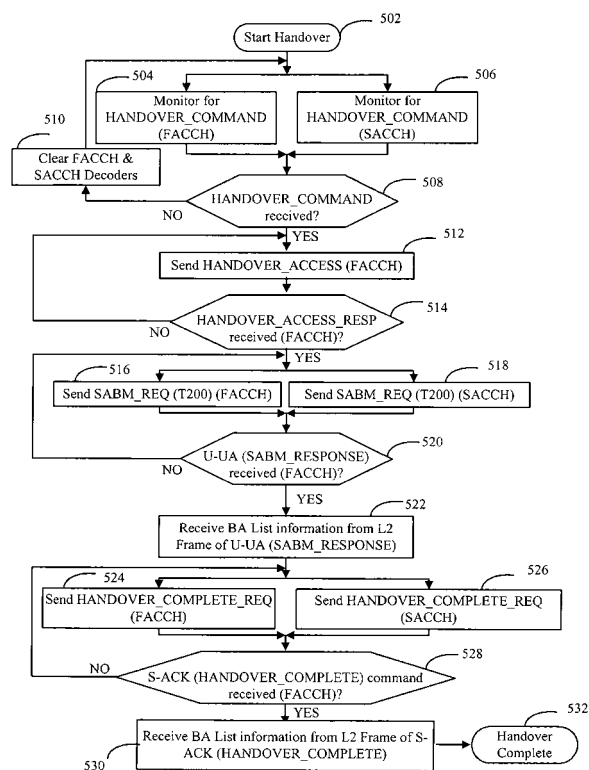 502
Start Handover
504
506
Monitor for
HANDOVER_COMMAND
(FACCH)
Monitor for
HANDOVER_COMMAND
(SACCH)
510
Clear FACCH &
SACCH Decoders
508
HANDOVER_COMMAND
received?
NO
YES
512
Send HANDOVER_ACCESS (FACCH)
514
HANDOVER_ACCESS_RESP
received (FACCH)?
NO
YES
516
518
Send SABM_REQ (T200) (FACCH)
Send SABM_REQ (T200) (SACCH)
520
U-UA (SABM_RESPONSE)
received (FACCH)?
NO
YES
522
Receive BA List information from L2
Frame of U-UA (SABM_RESPONSE)
524
526
Send HANDOVER_COMPLETE_REQ
(FACCH)
Send HANDOVER_COMPLETE_REQ
(SACCH)
528
S-ACK (HANDOVER_COMPLETE) command
received (FACCH)?
NO
YES
532
Receive BA List information from L2 Frame of S-
ACK (HANDOVER_COMPLETE)
530
Handover
Complete